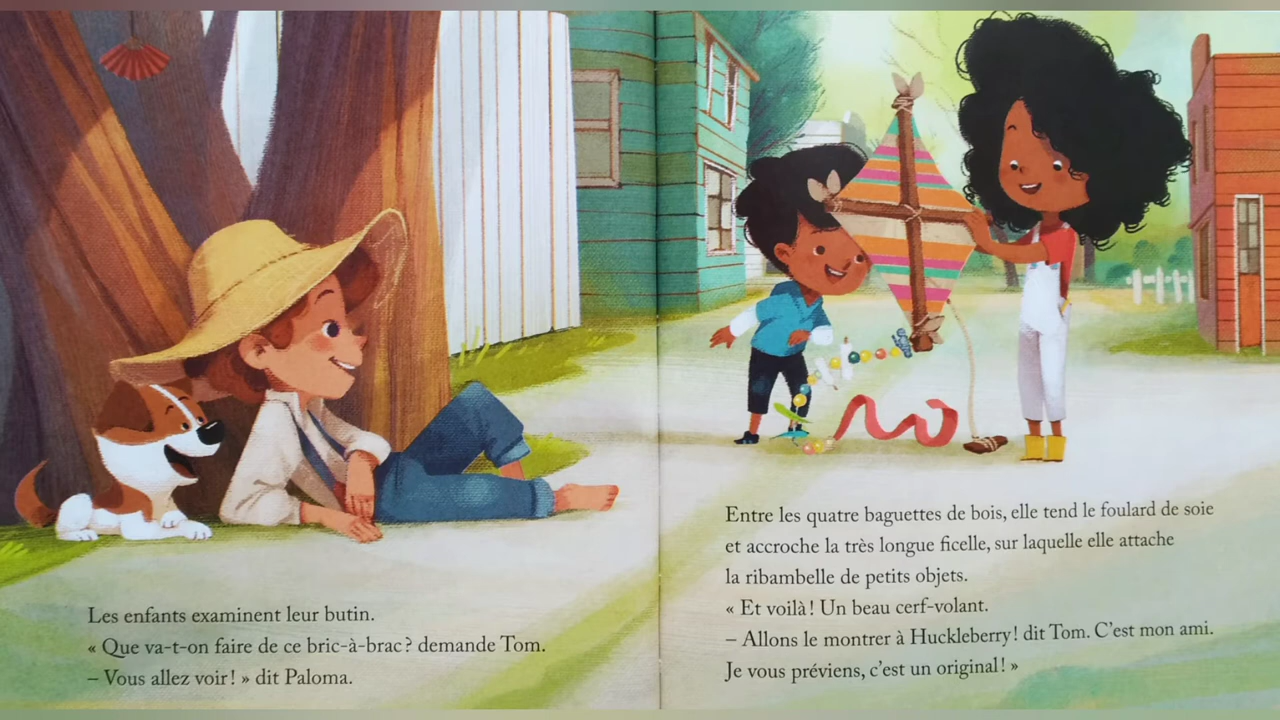 Les enfants examinent leur butin.
« Que va-t-on faire de ce bric-à-brac ? demande Tom.
– Vous allez voir ! » dit Paloma.
Entre les quatre baguettes de bois, elle tend le foulard de soie
et accroche la très longue ficelle, sur laquelle elle attache
la ribambelle de petits objets.
« Et voilà ! Un beau cerf-volant.
– Allons le montrer à Huckleberry ! dit Tom. C’est mon ami.
Je vous préviens, c’est un original ! »